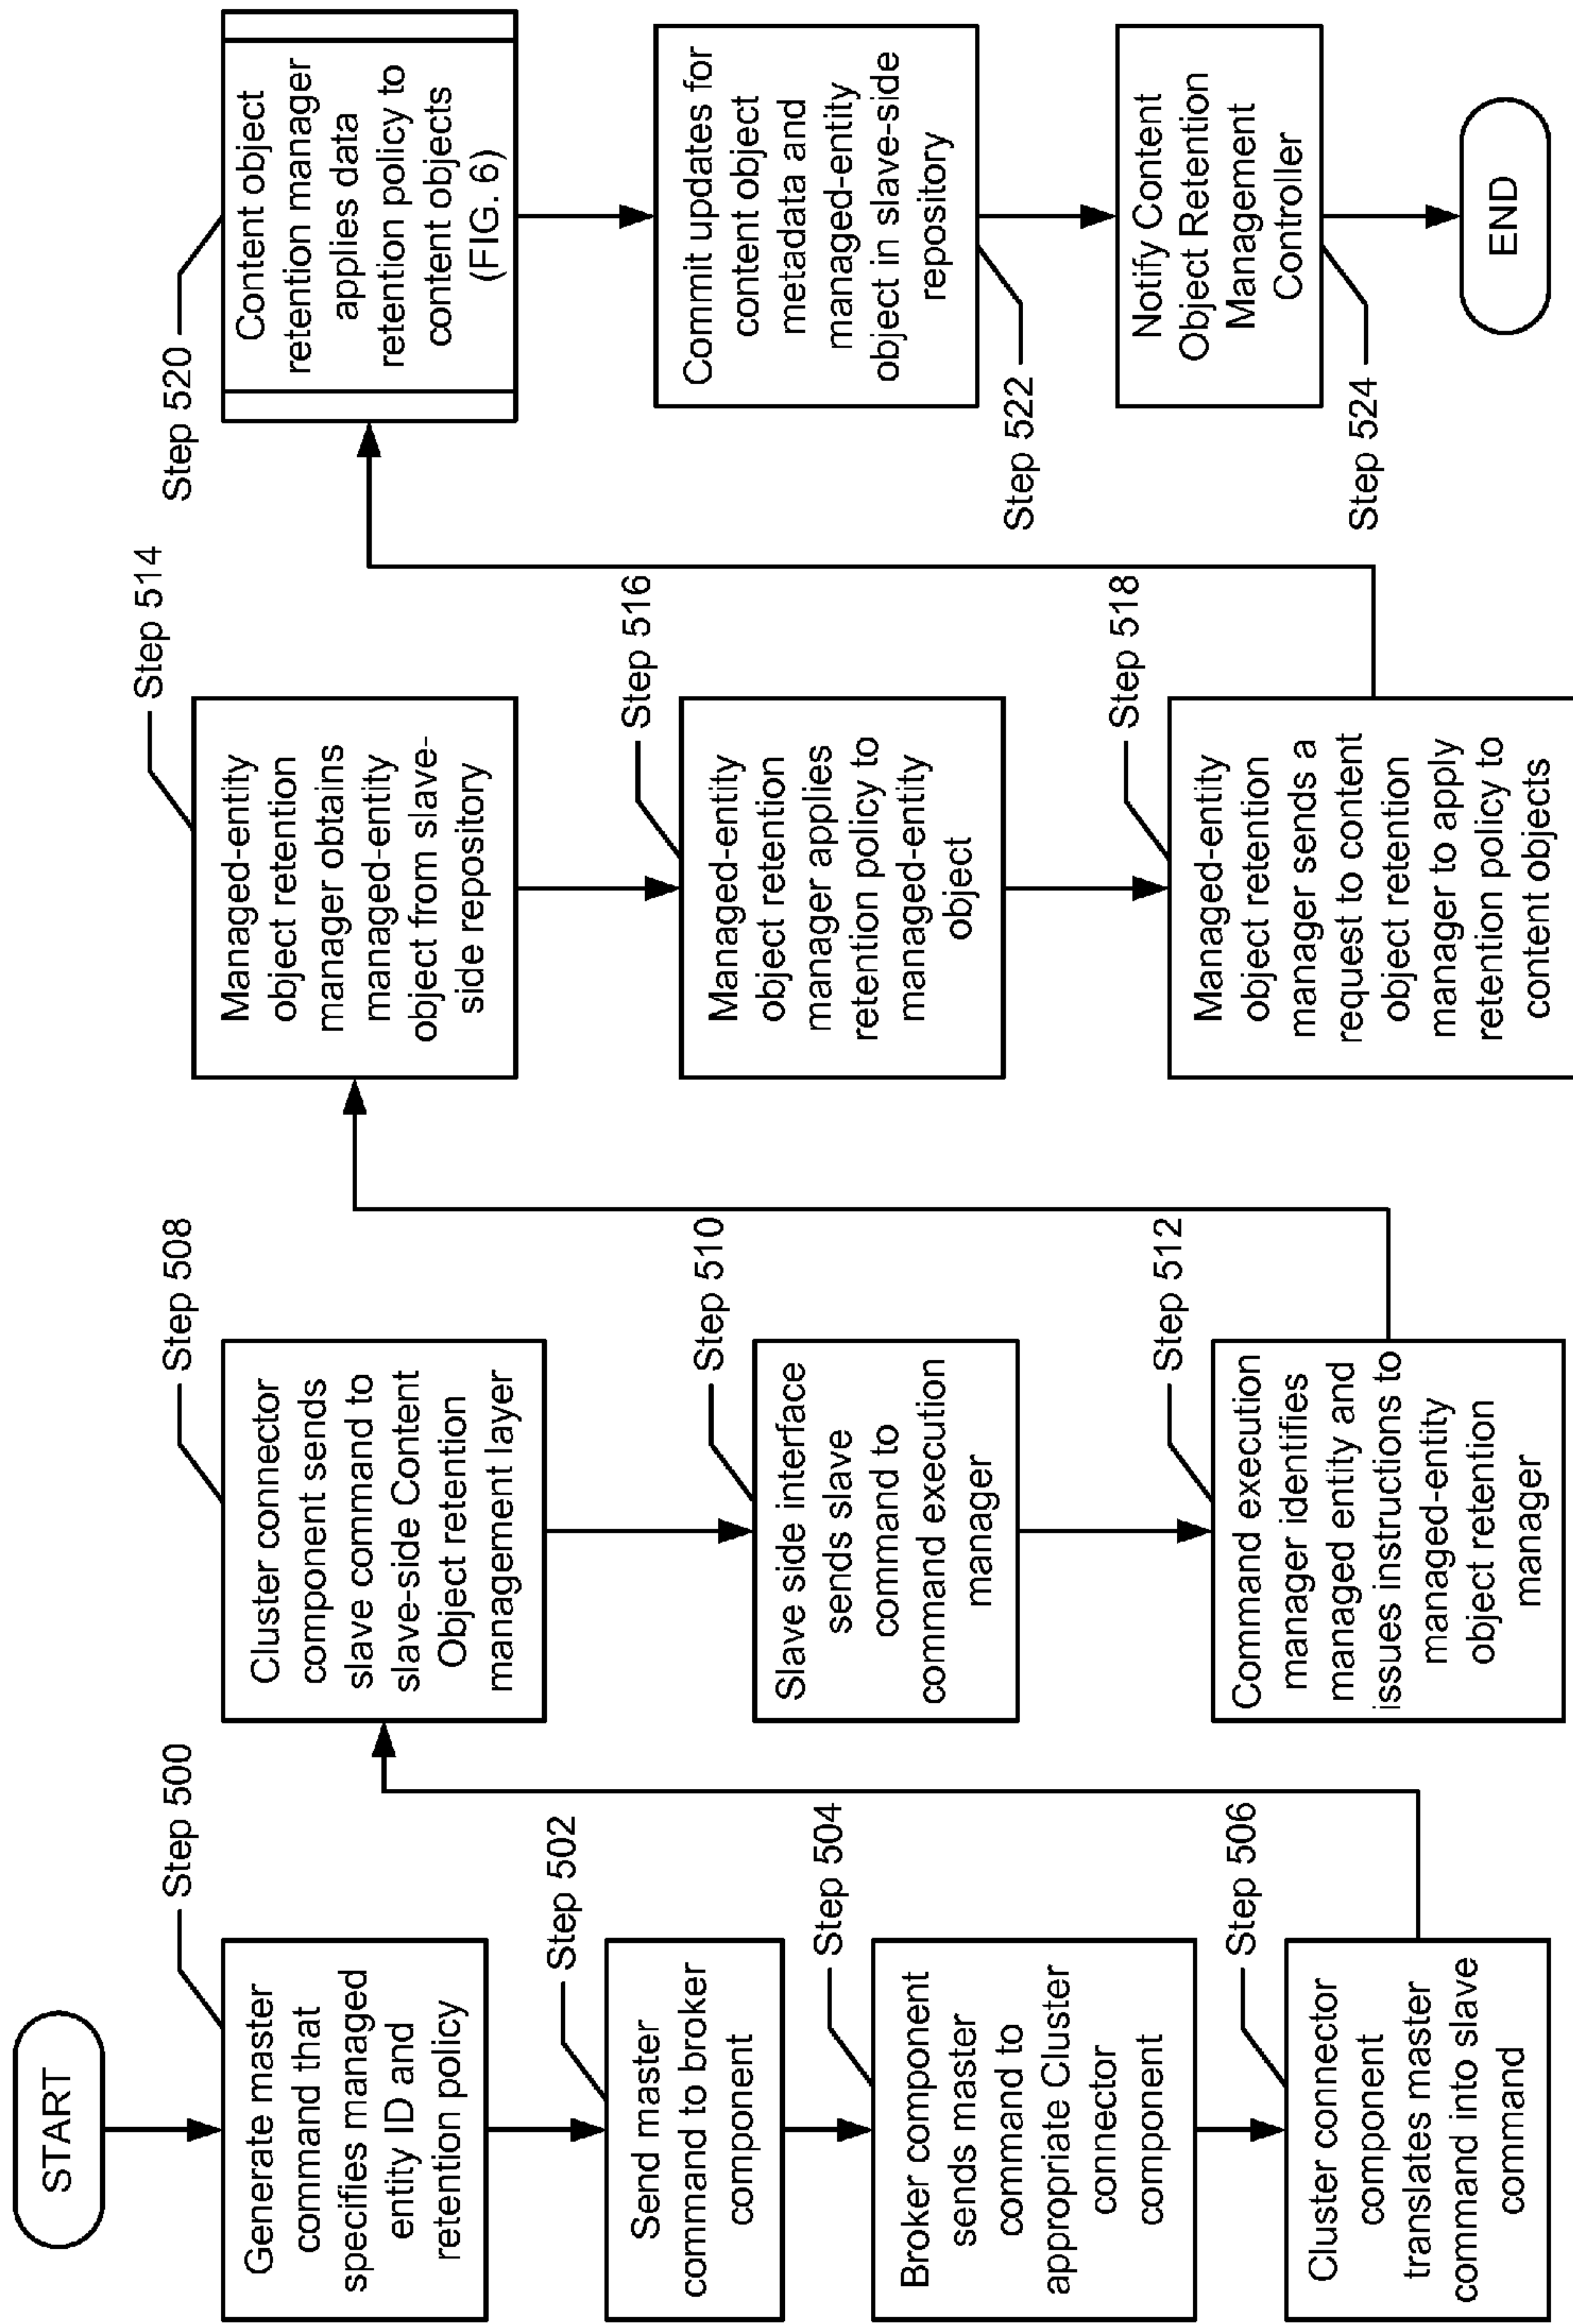 START
Step 500
Generate master
command that
specifies managed
entity ID and
retention policy
Step 502
Send master
command to broker
component
Step 504
Broker component
sends master
command to
appropriate Cluster
connector
component
Step 506
Cluster connector
component
translates master
command into slave
command
Step 508
Cluster connector
component sends
slave command to
slave-side Content
Object retention
management layer
Step 510
Slave side interface
sends slave
command to
command execution
manager
Step 512
Command execution
manager identifies
managed entity and
issues instructions to
managed-entity
object retention
manager
Step 514
Managed-entity
object retention
manager obtains
managed-entity
object from slave-
side repository
Step 516
Managed-entity
object retention
manager applies
retention policy to
managed-entity
object
Step 518
Managed-entity
object retention
manager sends a
request to content
object retention
manager to apply
retention policy to
content objects
Step 520
Content object
retention manager
applies data
retention policy to
content objects
(FIG. 6)
Commit updates for
content object
metadata and
managed-entity
object in slave-side
repository
Step 522
Notify Content
Object Retention
Management
Controller
Step 524
END